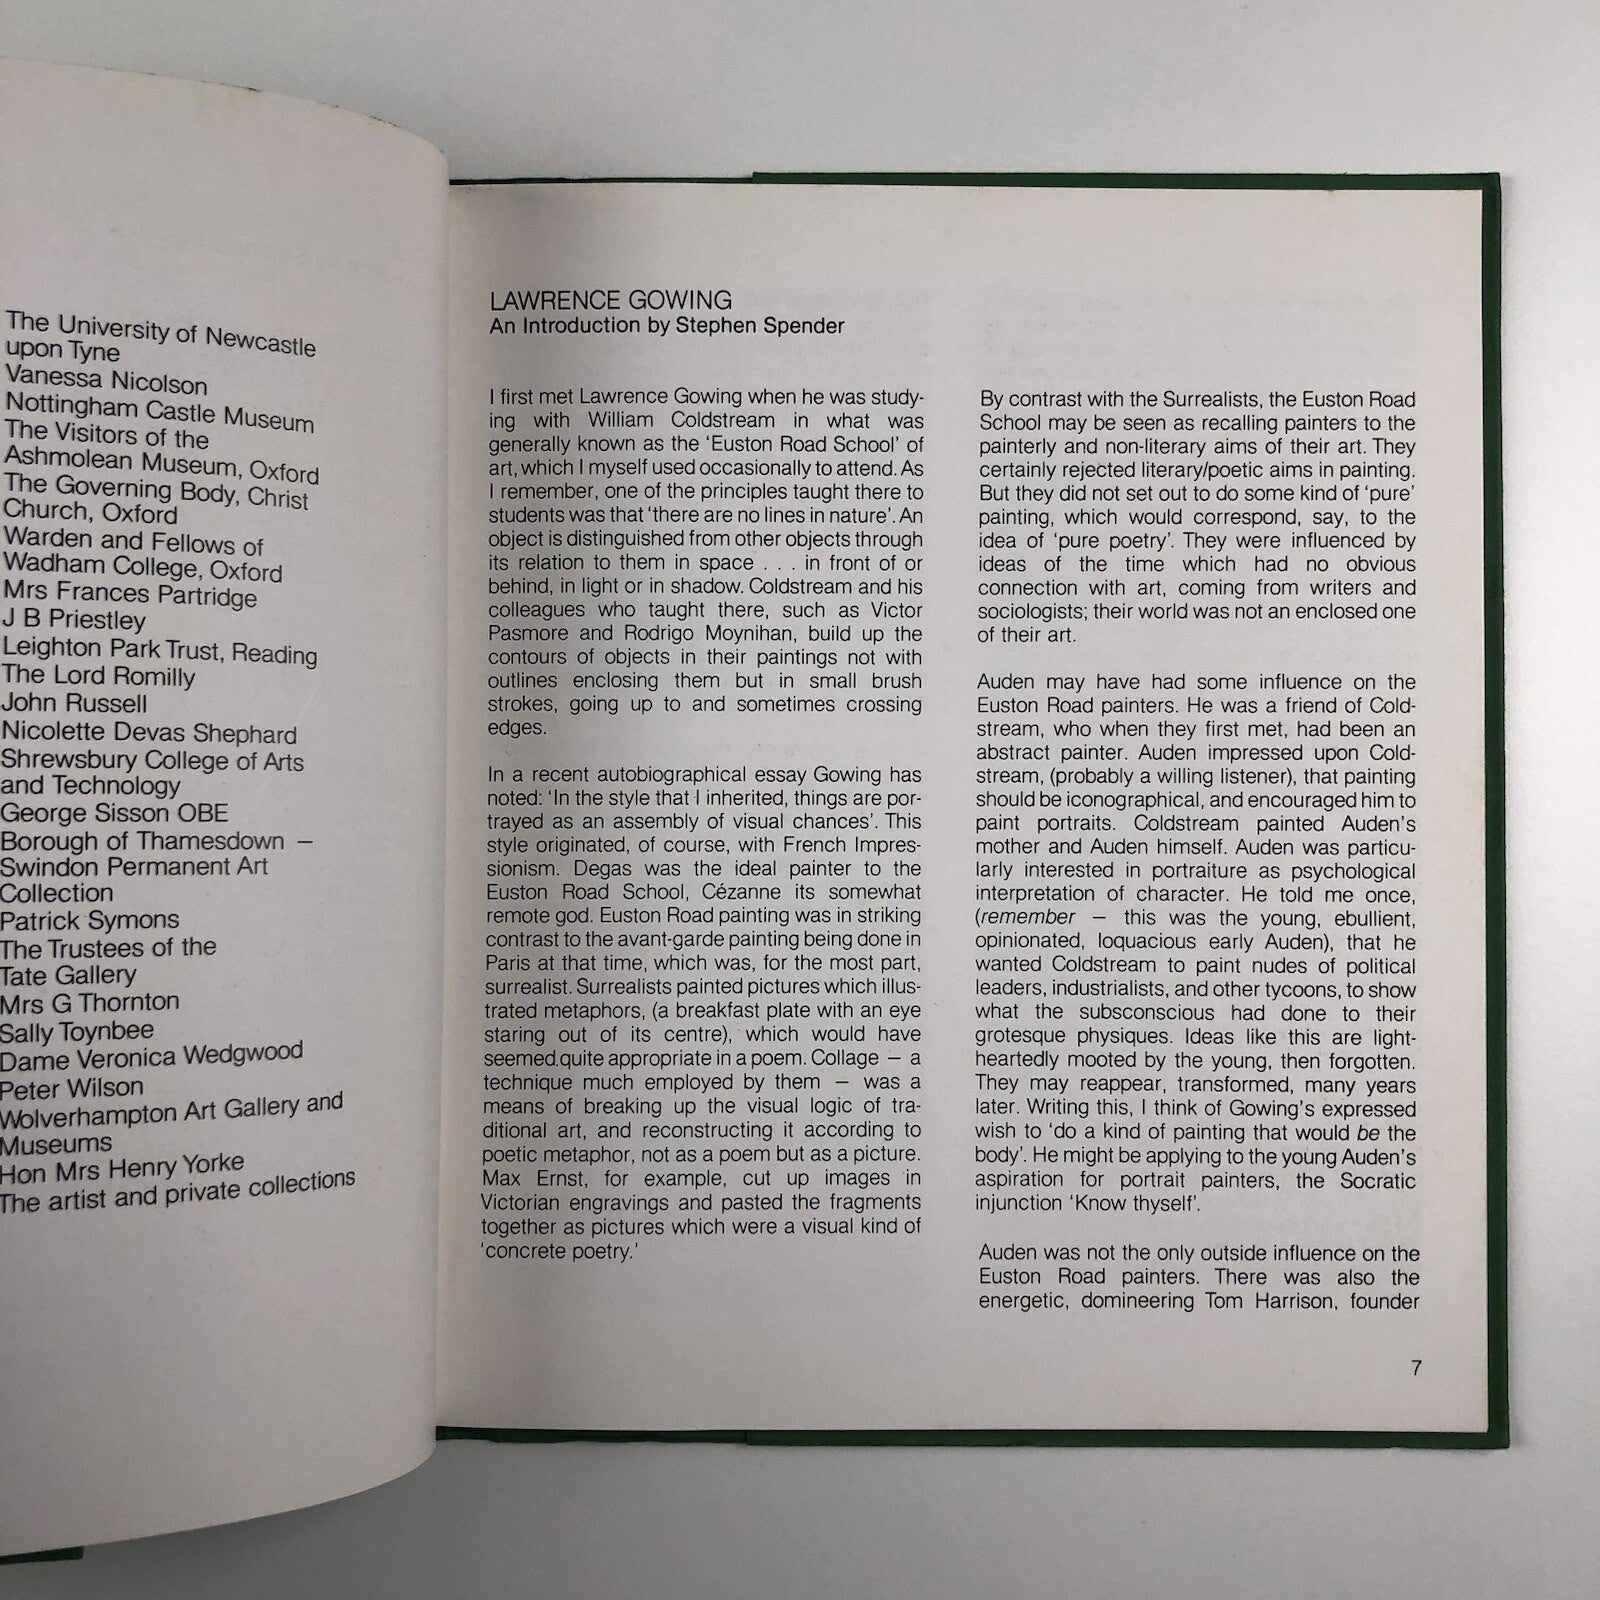 The University of Newcastle
upon Tyne
Vanessa Nicolson
Nottingham Castle Museum
The Visitors of the
Ashmolean Museum, Oxford
The Governing Body, Christ
Church, Oxford
Warden and Fellows of
Wadham College, Oxford
Mrs Frances Partridge
J B Priestley
Leighton Park Trust, Reading
The Lord Romilly
John Russell
Nicolette Devas Shephard
Shrewsbury College of Arts
and Technology
George Sisson OBE
Borough of Thamesdown –
Swindon Permanent Art
Collection
Patrick Symons
The Trustees of the
Tate Gallery
Mrs G Thornton
Sally Toynbee
Dame Veronica Wedgwood
Peter Wilson
Wolverhampton Art Gallery and
Museums
Hon Mrs Henry Yorke
The artist and private collections
LAWRENCE GOWING
An Introduction by Stephen Spender
I first met Lawrence Gowing when he was study-
ing with William Coldstream in what was
generally known as the 'Euston Road School' of
art, which I myself used occasionally to attend. As
I remember, one of the principles taught there to
students was that 'there are no lines in nature'. An
object is distinguished from other objects through
its relation to them in space . . . in front of or
behind, in light or in shadow. Coldstream and his
colleagues who taught there, such as Victor
Pasmore and Rodrigo Moynihan, build up the
contours of objects in their paintings not with
outlines enclosing them but in small brush
strokes, going up to and sometimes crossing
edges.
In a recent autobiographical essay Gowing has
noted: 'In the style that I inherited, things are por-
trayed as an assembly of visual chances'. This
style originated, of course, with French Impres-
sionism. Degas was the ideal painter to the
Euston Road School, Cézanne its somewhat
remote god. Euston Road painting was in striking
contrast to the avant-garde painting being done in
Paris at that time, which was, for the most part,
surrealist. Surrealists painted pictures which illus-
trated metaphors, (a breakfast plate with an eye
staring out of its centre), which would have
seemed quite appropriate in a poem. Collage – a
technique much employed by them – was a
means of breaking up the visual logic of tra-
ditional art, and reconstructing it according to
poetic metaphor, not as a poem but as a picture.
Max Ernst, for example, cut up images in
Victorian engravings and pasted the fragments
together as pictures which were a visual kind of
'concrete poetry.'
By contrast with the Surrealists, the Euston Road
School may be seen as recalling painters to the
painterly and non-literary aims of their art. They
certainly rejected literary/poetic aims in painting.
But they did not set out to do some kind of 'pure'
painting, which would correspond, say, to the
idea of 'pure poetry'. They were influenced by
ideas of the time which had no obvious
connection with art, coming from writers and
sociologists; their world was not an enclosed one
of their art.
Auden may have had some influence on the
Euston Road painters. He was a friend of Cold-
stream, who when they first met, had been an
abstract painter. Auden impressed upon Cold-
stream, (probably a willing listener), that painting
should be iconographical, and encouraged him to
paint portraits. Coldstream painted Auden's
mother and Auden himself. Auden was particu-
larly interested in portraiture as psychological
interpretation of character. He told me once,
(remember – this was the young, ebullient,
opinionated, loquacious early Auden), that he
wanted Coldstream to paint nudes of political
leaders, industrialists, and other tycoons, to show
what the subsconscious had done to their
grotesque physiques. Ideas like this are light-
heartedly mooted by the young, then forgotten.
They may reappear, transformed, many years
later. Writing this, I think of Gowing's expressed
wish to 'do a kind of painting that would be the
body'. He might be applying to the young Auden's
aspiration for portrait painters, the Socratic
injunction 'Know thyself'.
Auden was not the only outside influence on the
Euston Road painters. There was also the
energetic, domineering Tom Harrison, founder
7